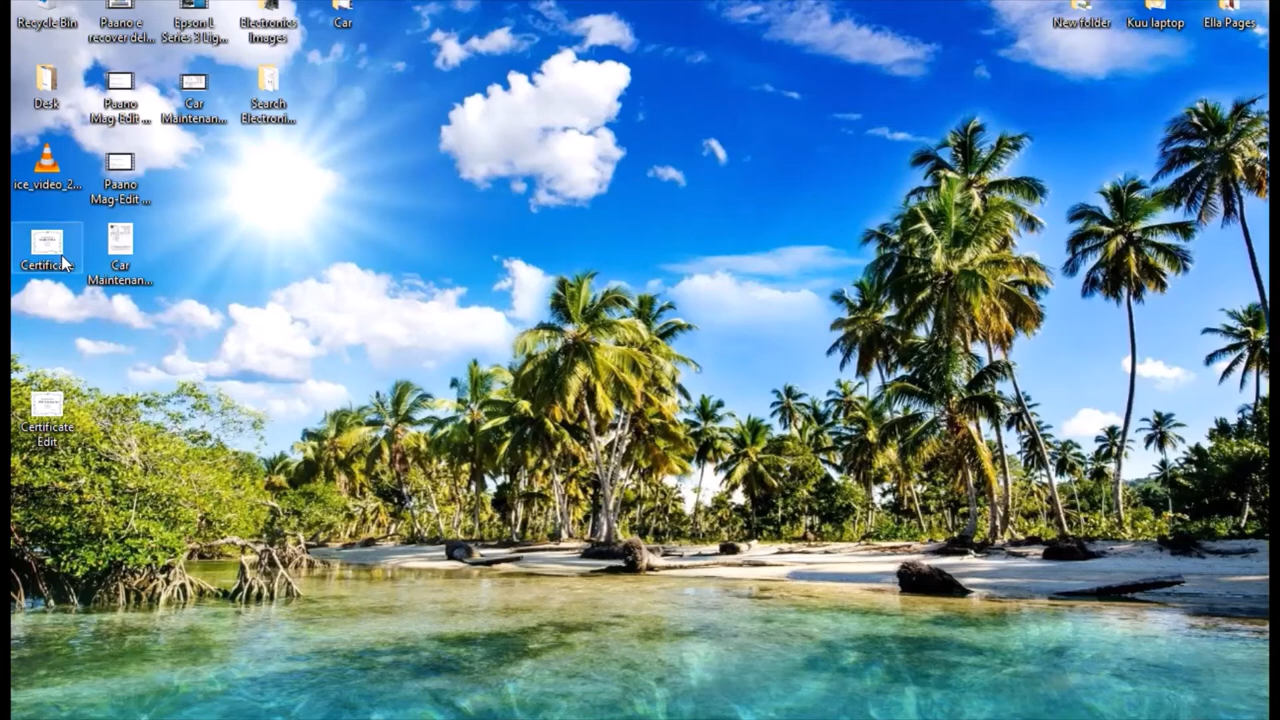 Recycle Bin
Paano e
recover del...
Epson L
Series 3 Lig...
Electronics
Images
Car
New folder
Kuu laptop
Ella Pages
Desk
Paano
Mag-Edit ...
Car
Maintenan...
Search
Electroni...
ice_video_2...
Paano
Mag-Edit ...
Certificate
Car
Maintenan...
Certificate
Edit